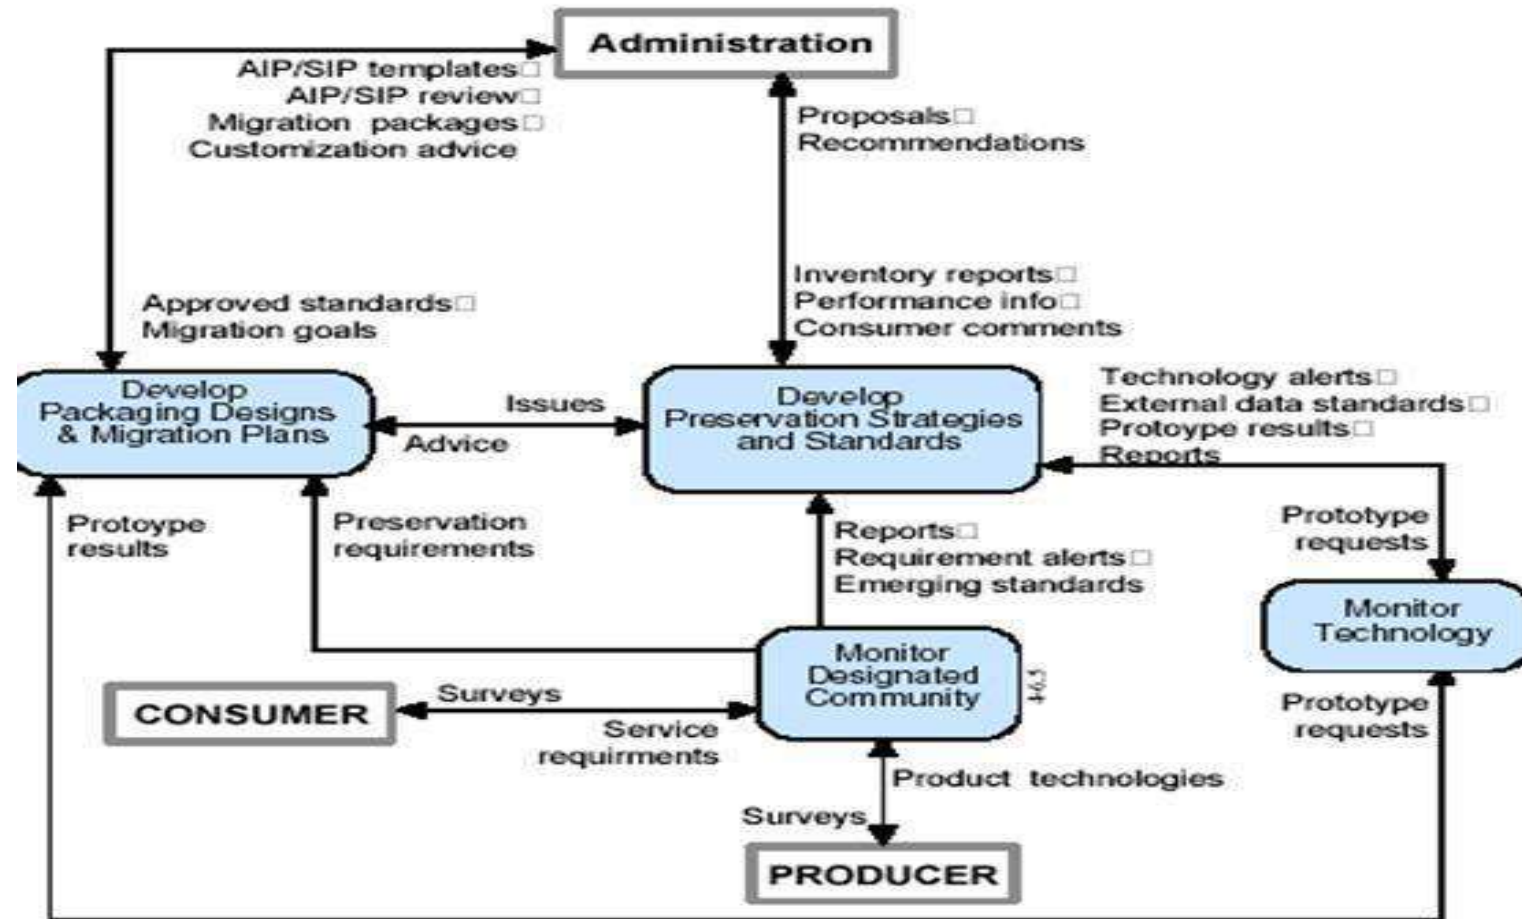 Administration
AIP/SIP templates
AIP/SIP review
Migration packages
Customization advice
Proposals
Recommendations
Approved standards
Migration goals
Inventory reports
Performance info
Consumer comments
Develop
Packaging Designs
& Migration Plans
Issues
Advice
Develop
Preservation Strategies
and Standards
Technology alerts
External data standards
Protoype results
Reports
Protoype
results
Preservation
requirements
Reports
Requirement alerts
Emerging standards
Prototype
requests
Monitor
Technology
Monitor
Designated
Community
4-6.5
CONSUMER
Surveys
Service
requirments
Prototype
requests
Product technologies
Surveys
PRODUCER